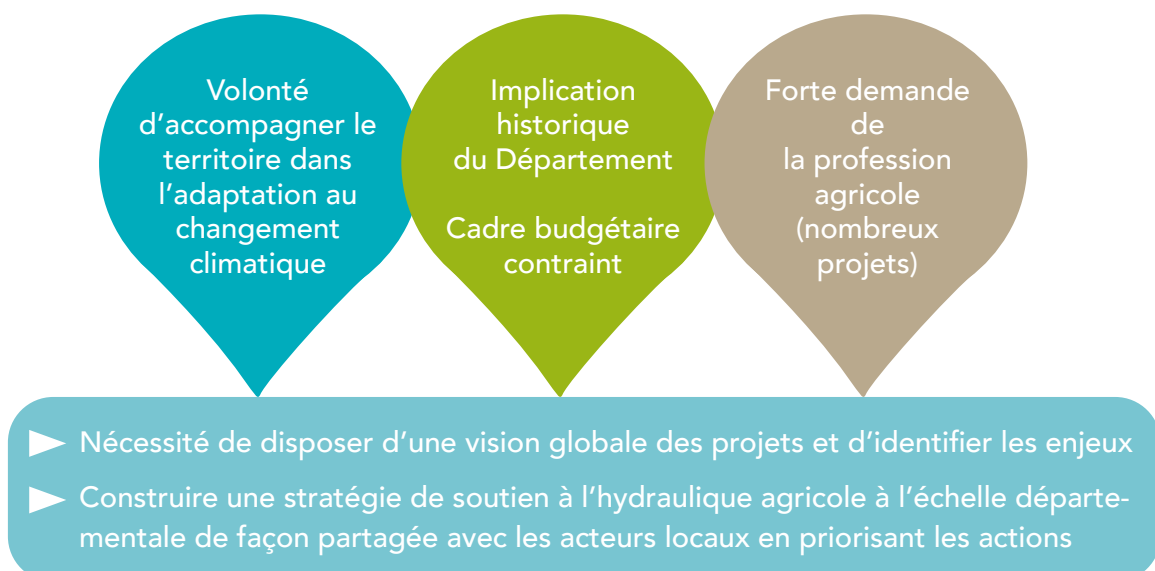 Volonté
d'accompagner le
territoire dans
l'adaptation au
changement
climatique
Implication
historique
du Département
Cadre budgétaire
contraint
Forte demande
de
la profession
agricole
(nombreux
projets)
Nécessité de disposer d'une vision globale des projets et d'identifier les enjeux
Construire une stratégie de soutien à l'hydraulique agricole à l'échelle départe-
mentale de façon partagée avec les acteurs locaux en priorisant les actions